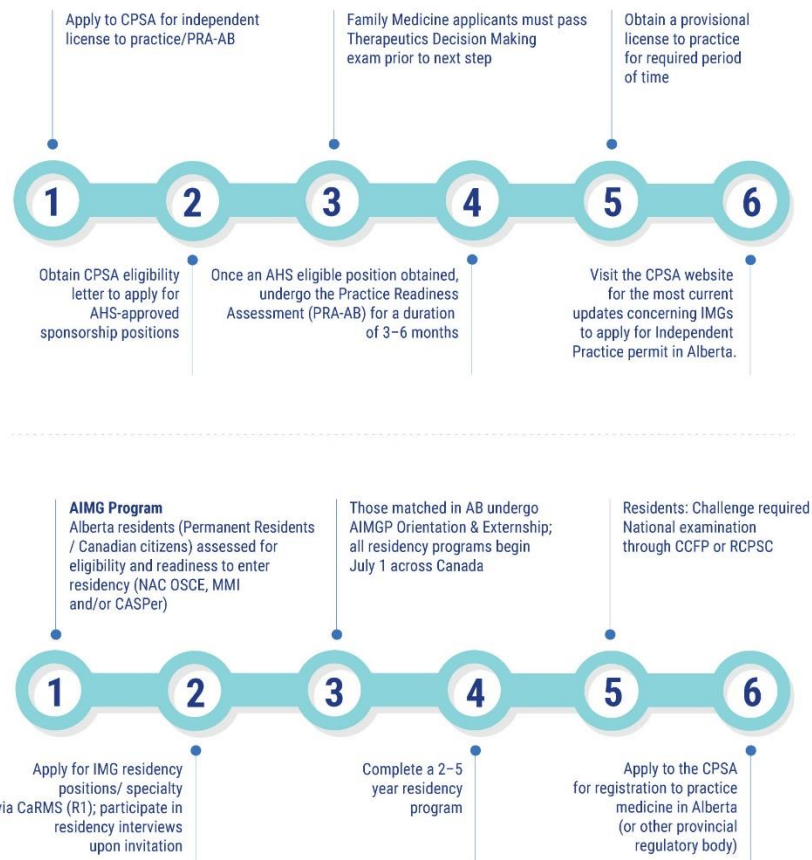 Apply to CPSA for independent
license to practice/PRA-AB
Family Medicine applicants must pass
Therapeutics Decision Making
exam prior to next step
Obtain a provisional
license to practice
for required period
of time
1
2
3
4
5
6
Obtain CPSA eligibility
letter to apply for
AHS-approved
sponsorship positions
Once an AHS eligible position obtained,
undergo the Practice Readiness
Assessment (PRA-AB) for a duration
of 3–6 months
Visit the CPSA website
for the most current
updates concerning IMGs
to apply for Independent
Practice permit in Alberta.
AIMG Program
Alberta residents (Permanent Residents
/ Canadian citizens) assessed for
eligibility and readiness to enter
residency (NAC OSCE, MMI
and/or CASPer)
Those matched in AB undergo
AIMGP Orientation & Externship;
all residency programs begin
July 1 across Canada
Residents: Challenge required
National examination
through CCFP or RCPSC
1
2
3
4
5
6
Apply for IMG residency
positions/ specialty
via CaRMS (R1); participate in
residency interviews
upon invitation
Complete a 2–5
year residency
program
Apply to the CPSA
for registration to practice
medicine in Alberta
(or other provincial
regulatory body)